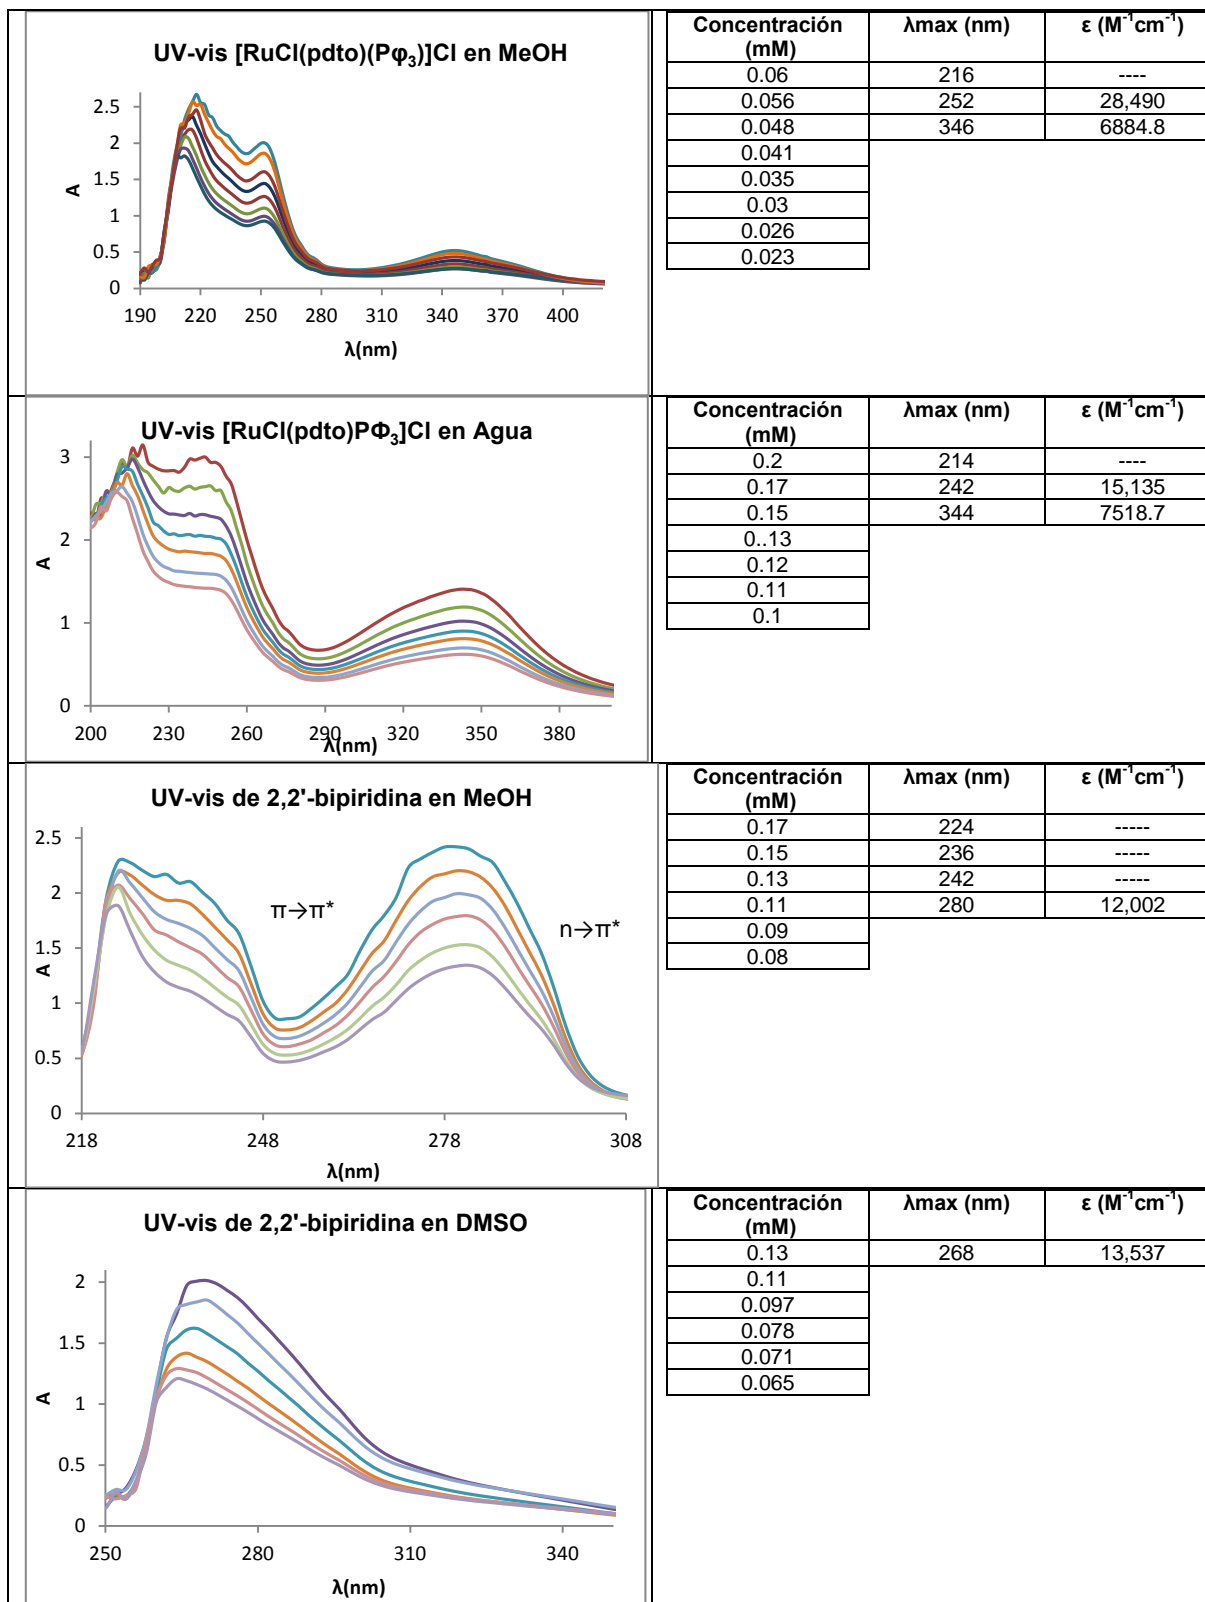 UV-vis [RuCl(pdto)(Pφ₃)]Cl en MeOH
2.5
2
1.5
1
0.5
0
A
190 220 250 280 310 340 370 400
λ(nm)
Concentración (mM) λmax (nm) ε (M⁻¹cm⁻¹)
0.06 216 ----
0.056 252 28,490
0.048 346 6884.8
0.041
0.035
0.03
0.026
0.023
UV-vis [RuCl(pdto)PΦ₃]Cl en Agua
3
2
1
0
A
200 230 260 290 320 350 380
λ(nm)
Concentración (mM) λmax (nm) ε (M⁻¹cm⁻¹)
0.2 214 ----
0.17 242 15,135
0.15 344 7518.7
0..13
0.12
0.11
0.1
UV-vis de 2,2'-bipiridina en MeOH
2.5
2
1.5
1
0.5
0
A
π→π*
n→π*
218 248 278 308
λ(nm)
Concentración (mM) λmax (nm) ε (M⁻¹cm⁻¹)
0.17 224 -----
0.15 236 -----
0.13 242 -----
0.11 280 12,002
0.09
0.08
UV-vis de 2,2'-bipiridina en DMSO
2
1.5
1
0.5
0
A
250 280 310 340
λ(nm)
Concentración (mM) λmax (nm) ε (M⁻¹cm⁻¹)
0.13 268 13,537
0.11
0.097
0.078
0.071
0.065